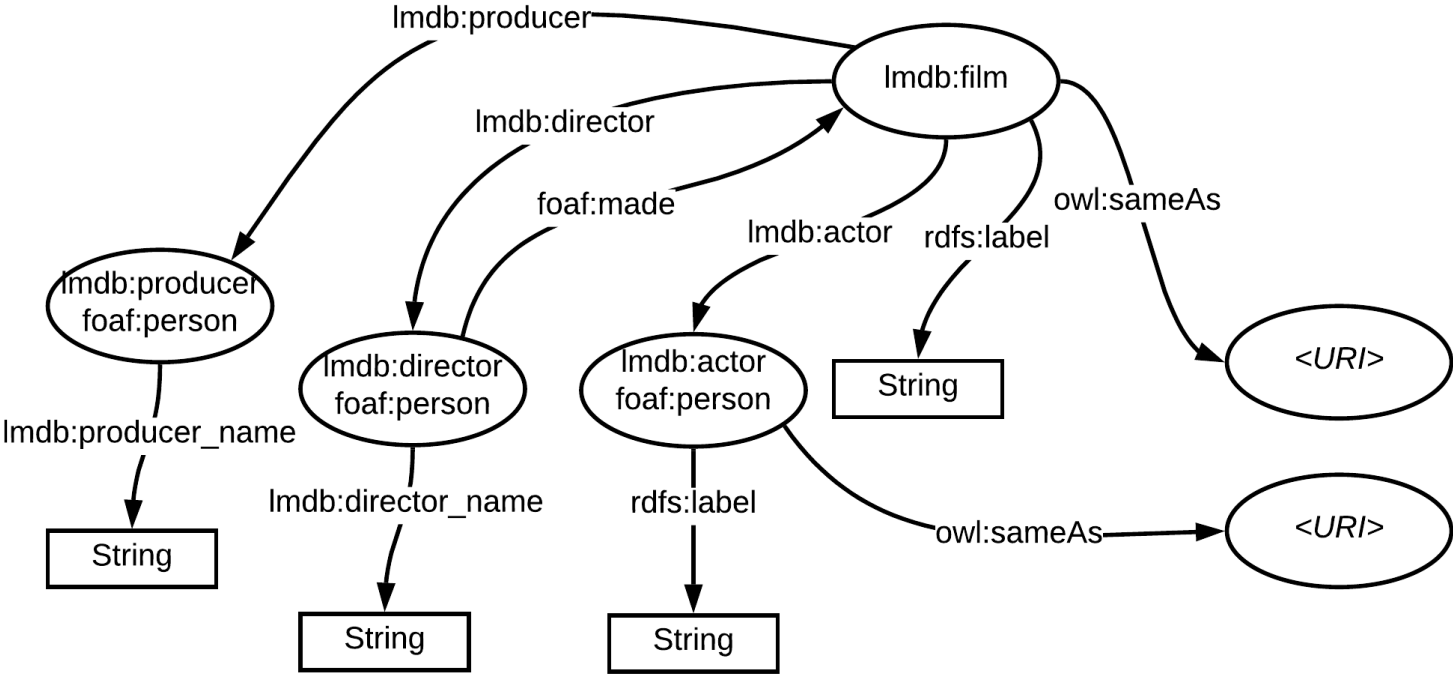 lmdb:producer
lmdb:film
lmdb:director
foaf:made
owl:sameAs
lmdb:actor
rdfs:label
lmdb:producer
foaf:person
lmdb:director
foaf:person
lmdb:actor
foaf:person
String
<URI>
lmdb:producer_name
lmdb:director_name
rdfs:label
owl:sameAs
<URI>
String
String
String